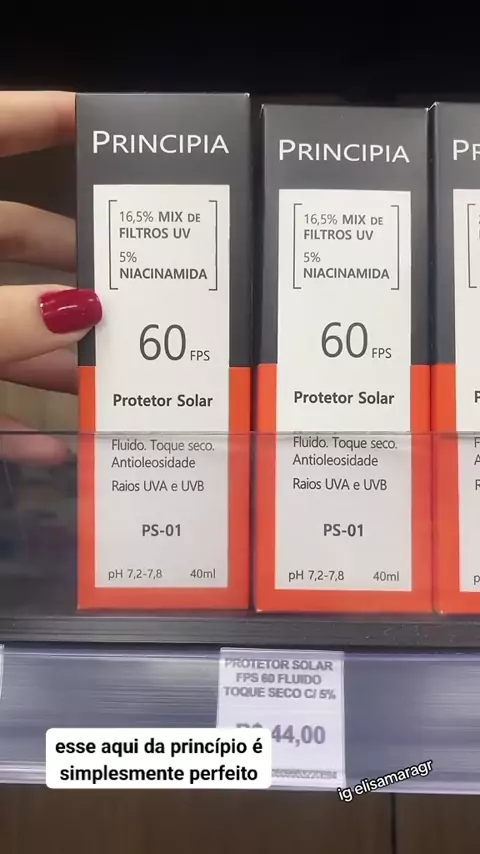 PRINCIPIA
16,5% MIX DE
FILTROS UV
5%
NIACINAMIDA
60 FPS
Protetor Solar
Fluido. Toque seco.
Antioleosidade
Raios UVA e UVB
PS-01
pH 7,2-7,8 40ml
PRINCIPIA
16,5% MIX DE
FILTROS UV
5%
NIACINAMIDA
60 FPS
Protetor Solar
Fluido. Toque seco.
Antioleosidade
Raios UVA e UVB
PS-01
pH 7,2-7,8 40ml
PROTETOR SOLAR
FPS 60 FLUIDO
TOQUE SECO C/ 5%
44,00
esse aqui da princípio é
simplesmente perfeito
ig elisamaragr